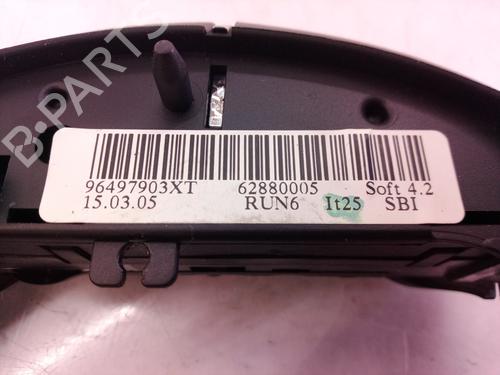 B-PARTS
96497903XT 62880005 Soft 4.2
15.03.05 RUN6 It25 SBI